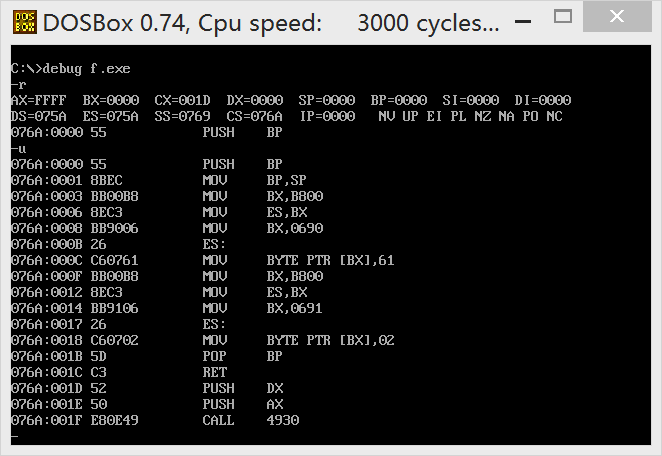 DOS
BOX
DOSBox 0.74, Cpu speed:     3000 cycles...
C:\>debug f.exe
-r
AX=FFFF  BX=0000  CX=001D  DX=0000  SP=0000  BP=0000  SI=0000  DI=0000
DS=075A  ES=075A  SS=0769  CS=076A  IP=0000   NV UP EI PL NZ NA PO NC
076A:0000 55            PUSH    BP
-u
076A:0000 55            PUSH    BP
076A:0001 8BEC          MOV     BP,SP
076A:0003 BB00B8        MOV     BX,B800
076A:0006 8EC3          MOV     ES,BX
076A:0008 BB9006        MOV     BX,0690
076A:000B 26            ES:
076A:000C C60761        MOV     BYTE PTR [BX],61
076A:000F BB00B8        MOV     BX,B800
076A:0012 8EC3          MOV     ES,BX
076A:0014 BB9106        MOV     BX,0691
076A:0017 26            ES:
076A:0018 C60702        MOV     BYTE PTR [BX],02
076A:001B 5D            POP     BP
076A:001C C3            RET
076A:001D 52            PUSH    DX
076A:001E 50            PUSH    AX
076A:001F E80E49        CALL    4930
-